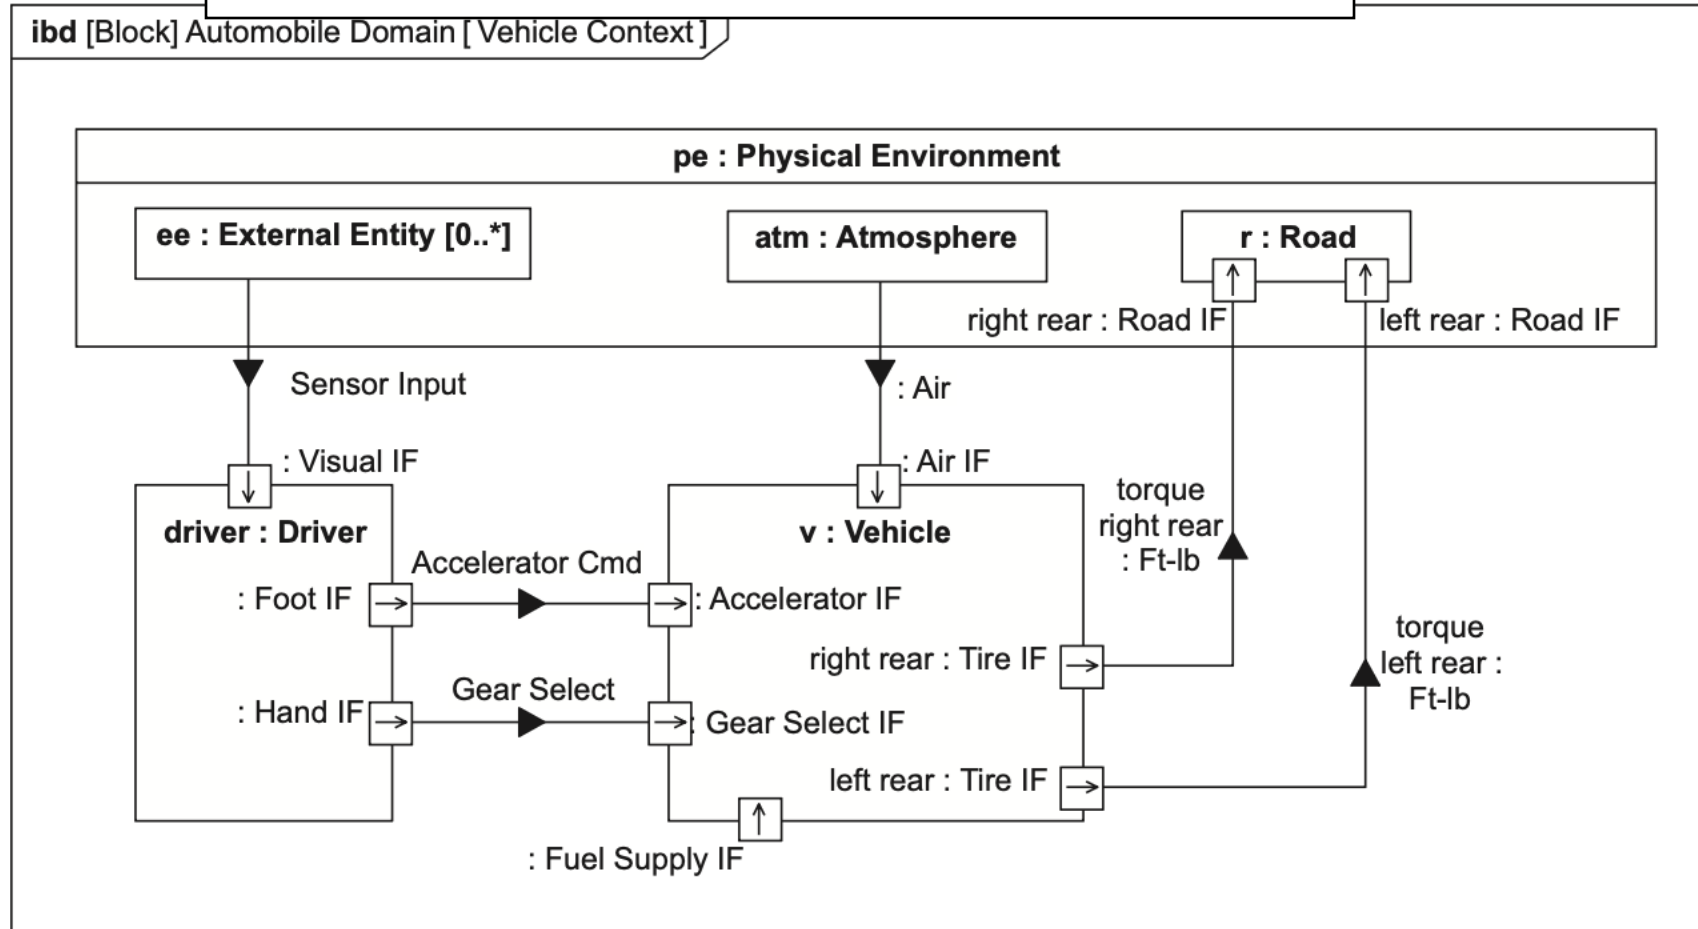 ibd [Block] Automobile Domain [ Vehicle Context ]
pe : Physical Environment
ee : External Entity [0..*]
atm : Atmosphere
r : Road
right rear : Road IF
left rear : Road IF
Sensor Input
: Air
: Visual IF
: Air IF
driver : Driver
v : Vehicle
torque
right rear
: Ft-lb
Accelerator Cmd
: Foot IF
: Accelerator IF
right rear : Tire IF
torque
left rear :
Ft-lb
Gear Select
: Hand IF
: Gear Select IF
left rear : Tire IF
: Fuel Supply IF